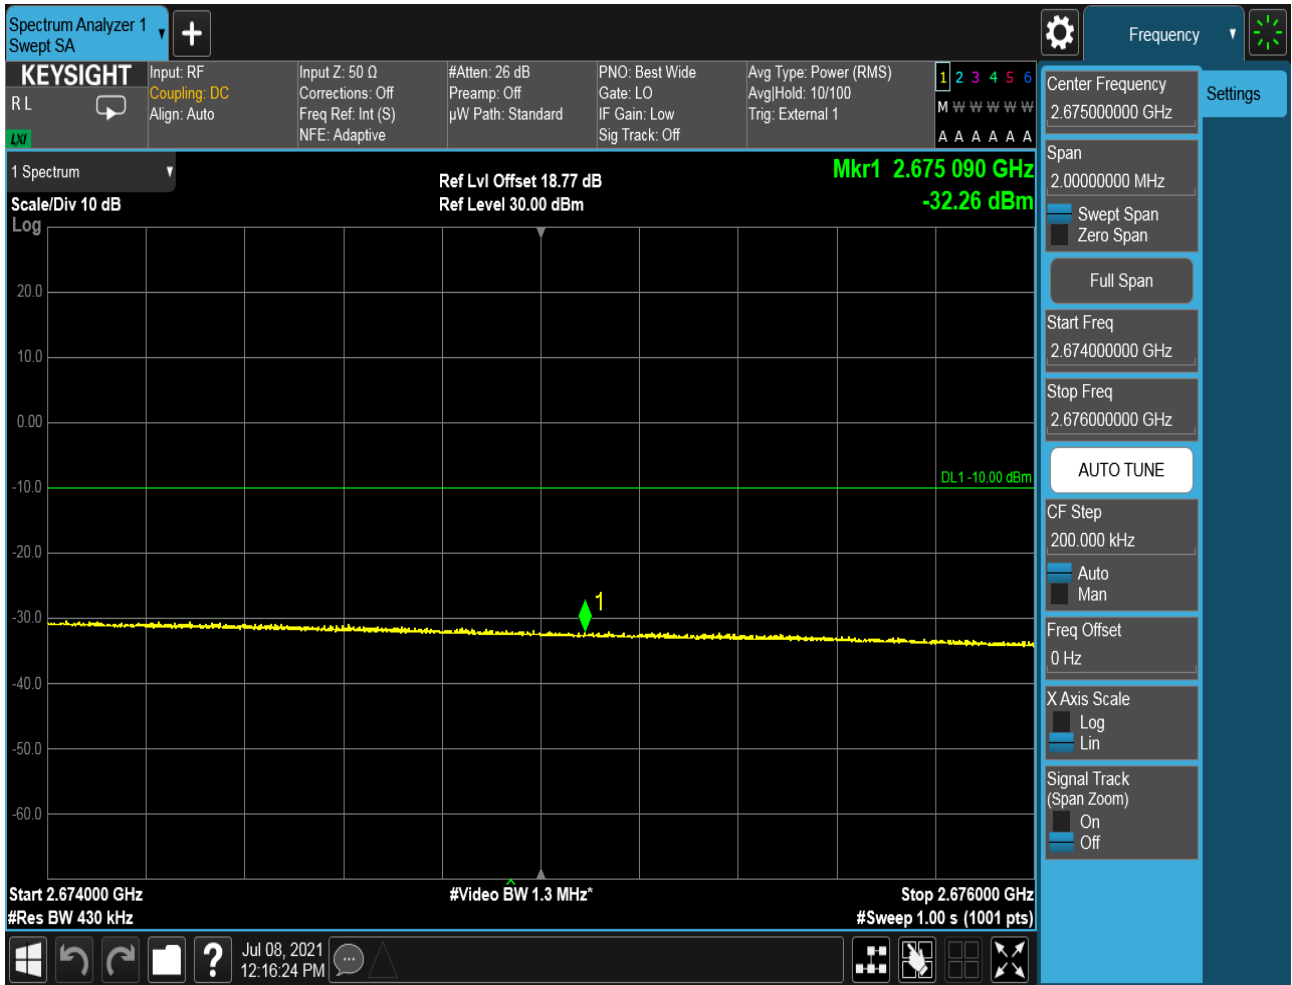 Spectrum Analyzer 1
Swept SA
Frequency
KEYSIGHT
R L
LXI
Input: RF
Coupling: DC
Align: Auto
Input Z: 50 Ω
Corrections: Off
Freq Ref: Int (S)
NFE: Adaptive
#Atten: 26 dB
Preamp: Off
µW Path: Standard
PNO: Best Wide
Gate: LO
IF Gain: Low
Sig Track: Off
Avg Type: Power (RMS)
Avg|Hold: 10/100
Trig: External 1
1 2 3 4 5 6
M W W W W W
A A A A A A
1 Spectrum
Scale/Div 10 dB
Log
Ref Lvl Offset 18.77 dB
Ref Level 30.00 dBm
Mkr1 2.675 090 GHz
-32.26 dBm
20.0
10.0
0.00
-10.0
DL1 -10.00 dBm
-20.0
1
-30.0
-40.0
-50.0
-60.0
Start 2.674000 GHz
#Res BW 430 kHz
#Video BW 1.3 MHz*
Stop 2.676000 GHz
#Sweep 1.00 s (1001 pts)
?
Jul 08, 2021
12:16:24 PM
Center Frequency
2.675000000 GHz
Settings
Span
2.00000000 MHz
Swept Span
Zero Span
Full Span
Start Freq
2.674000000 GHz
Stop Freq
2.676000000 GHz
AUTO TUNE
CF Step
200.000 kHz
Auto
Man
Freq Offset
0 Hz
X Axis Scale
Log
Lin
Signal Track
(Span Zoom)
On
Off